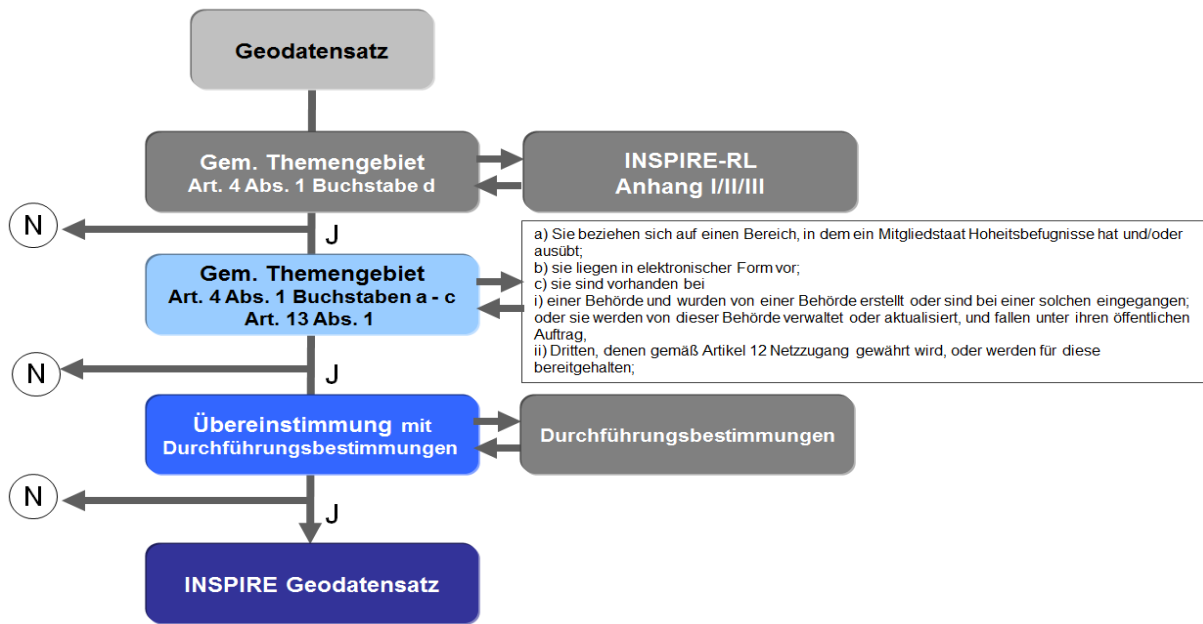 Geodatensatz
Gem. Themengebiet
Art. 4 Abs. 1 Buchstabe d
INSPIRE-RL
Anhang I/II/III
N
J
Gem. Themengebiet
Art. 4 Abs. 1 Buchstaben a - c
Art. 13 Abs. 1
a) Sie beziehen sich auf einen Bereich, in dem ein Mitgliedstaat Hoheitsbefugnisse hat und/oder
ausübt;
b) sie liegen in elektronischer Form vor;
c) sie sind vorhanden bei
i) einer Behörde und wurden von einer Behörde erstellt oder sind bei einer solchen eingegangen;
oder sie werden von dieser Behörde verwaltet oder aktualisiert, und fallen unter ihren öffentlichen
Auftrag,
ii) Dritten, denen gemäß Artikel 12 Netzzugang gewährt wird, oder werden für diese
bereitgehalten;
N
J
Übereinstimmung mit
Durchführungsbestimmungen
Durchführungsbestimmungen
N
J
INSPIRE Geodatensatz